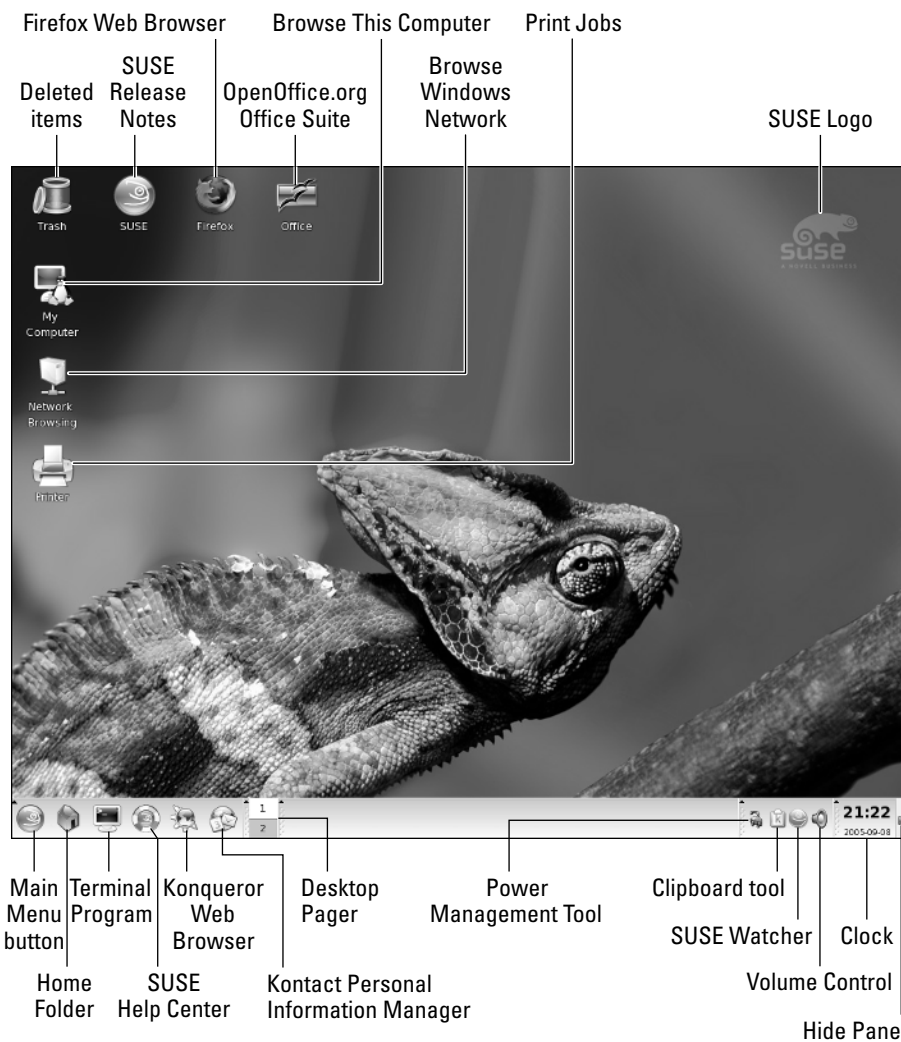 Firefox Web Browser
Browse This Computer
Print Jobs
Deleted
items
SUSE
Release
Notes
OpenOffice.org
Office Suite
Browse
Windows
Network
SUSE Logo
Trash
SUSE
Firefox
Office
suse
A NOVELL BUSINESS
My
Computer
Network
Browsing
Printer
1
2
21:22
2005-09-08
Main
Menu
button
Terminal
Program
Konqueror
Web
Browser
Desktop
Pager
Power
Management Tool
Clipboard tool
SUSE Watcher
Clock
Home
Folder
SUSE
Help Center
Kontact Personal
Information Manager
Volume Control
Hide Pane